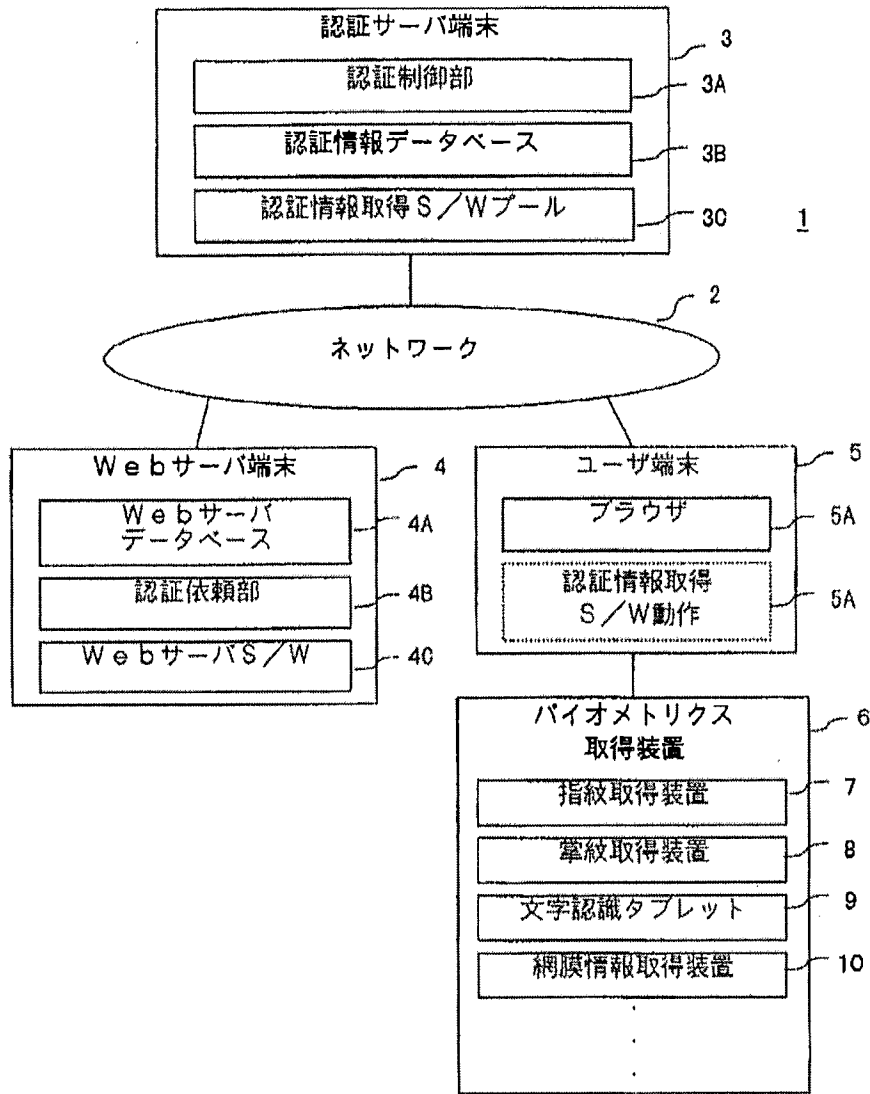 認証サーバ端末
3
認証制御部
3A
認証情報データベース
3B
認証情報取得S/Wプール
3C
1
2
ネットワーク
Webサーバ端末
4
Webサーバ
データベース
4A
認証依頼部
4B
WebサーバS/W
4C
ユーザ端末
5
ブラウザ
5A
認証情報取得
S/W動作
5A
バイオメトリクス
取得装置
6
指紋取得装置
7
掌紋取得装置
8
文字認識タブレット
9
網膜情報取得装置
10